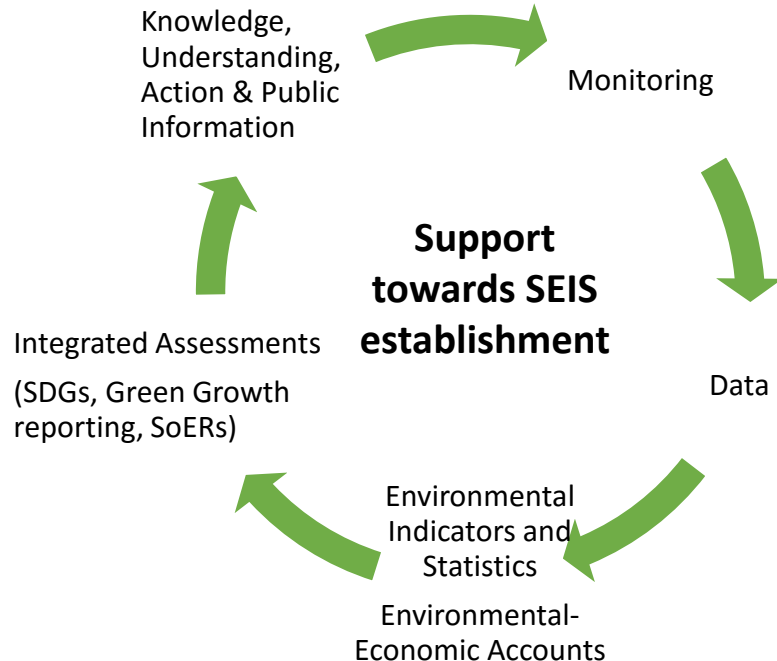 Knowledge,
Understanding,
Action & Public
Information
Monitoring
Support
towards SEIS
establishment
Integrated Assessments
(SDGs, Green Growth
reporting, SoERs)
Data
Environmental
Indicators and
Statistics
Environmental-
Economic Accounts